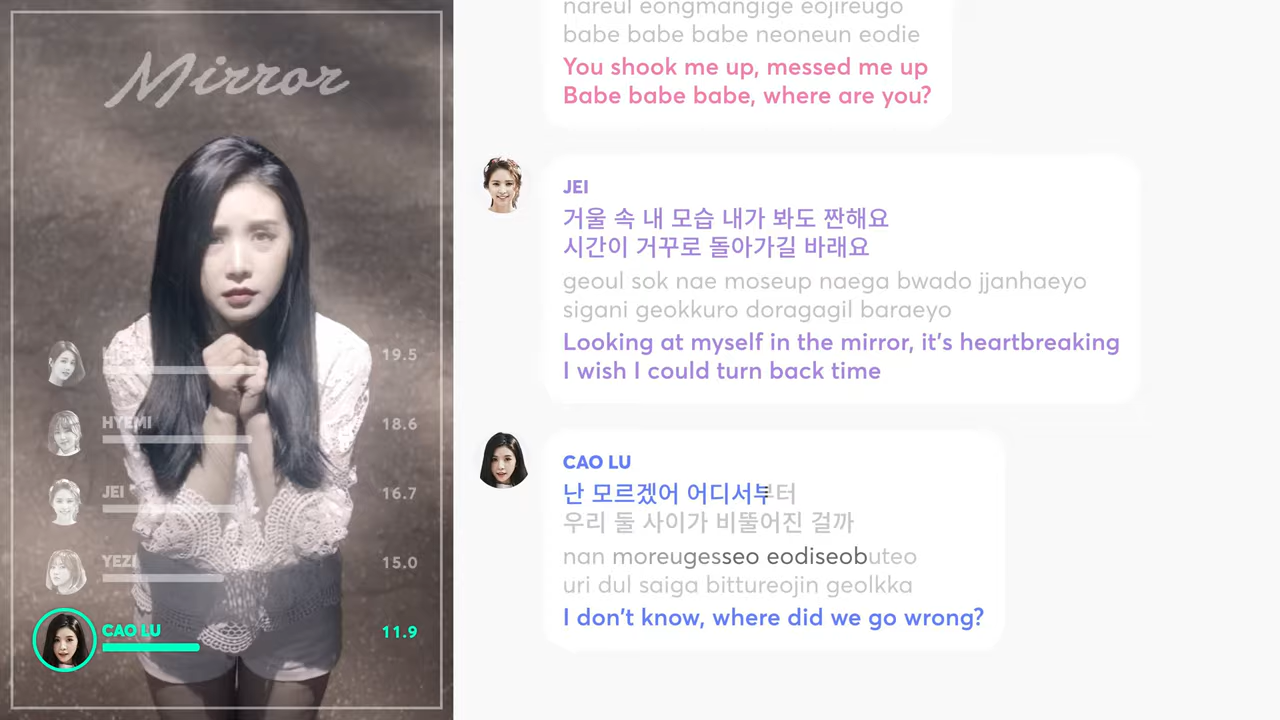 Mirror
19.5
HYEMI
18.6
JEI
16.7
YEZI
15.0
CAO LU
11.9
nareul eongmangige eojireugo
babe babe babe neoneun eodie
You shook me up, messed me up
Babe babe babe, where are you?
JEI
거울 속 내 모습 내가 봐도 짠해요
시간이 거꾸로 돌아가길 바래요
geoul sok nae moseup naega bwado jjanhaeyo
sigani geokkuro doragagil baraeyo
Looking at myself in the mirror, it's heartbreaking
I wish I could turn back time
CAO LU
난 모르겠어 어디서부터
우리 둘 사이가 비뚤어진 걸까
nan moreugesseo eodiseobuteo
uri dul saiga bittureojin geolkka
I don't know, where did we go wrong?